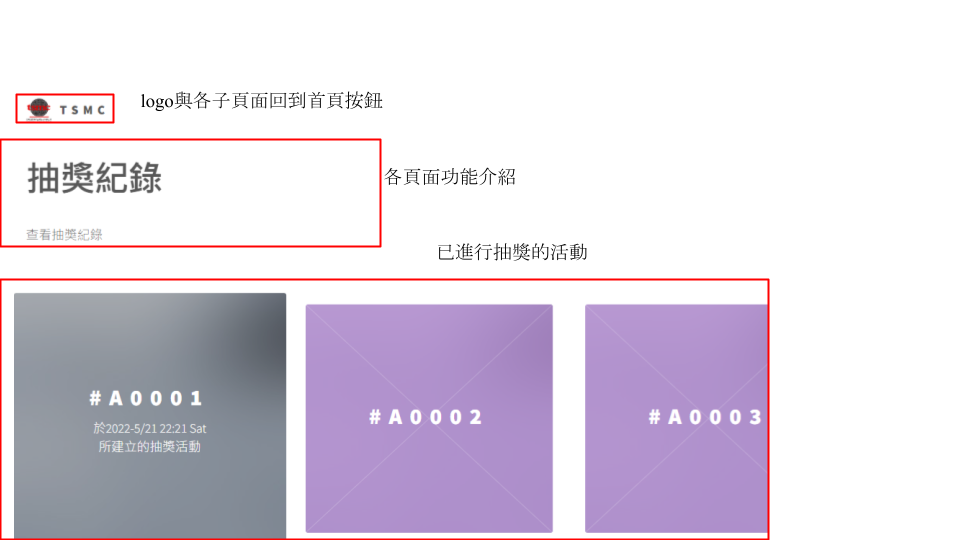 TSMC
logo與各子頁面回到首頁按鈕
抽獎紀錄
各頁面功能介紹
查看抽獎紀錄
已進行抽獎的活動
#A0001
於2022-5/21 22:21 Sat
所建立的抽獎活動
#A0002
#A0003